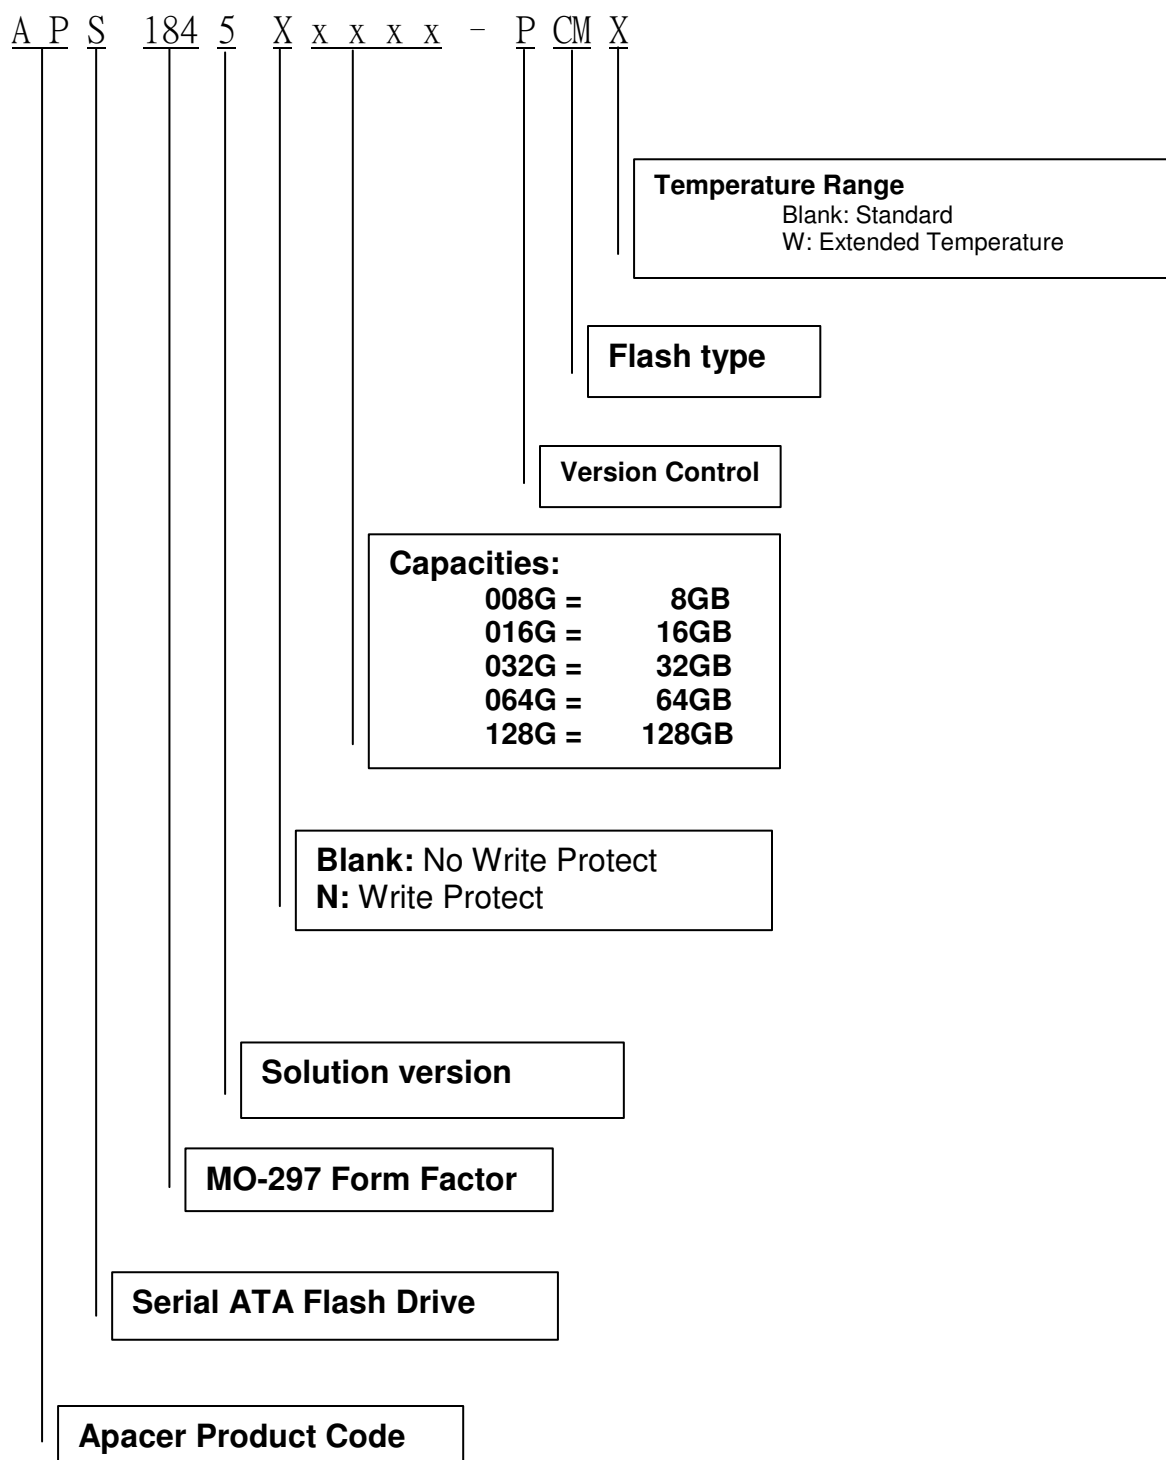 A P S 184 5 X x x x x - P CM X
Temperature Range
Blank: Standard
W: Extended Temperature
Flash type
Version Control
Capacities:
008G = 8GB
016G = 16GB
032G = 32GB
064G = 64GB
128G = 128GB
Blank: No Write Protect
N: Write Protect
Solution version
MO-297 Form Factor
Serial ATA Flash Drive
Apacer Product Code